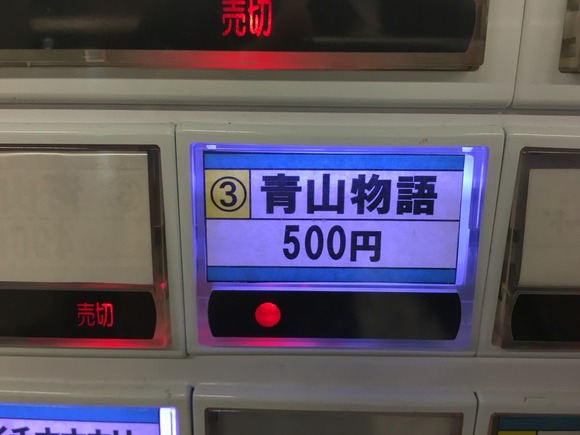 売切
③ 青山物語
500円
売切